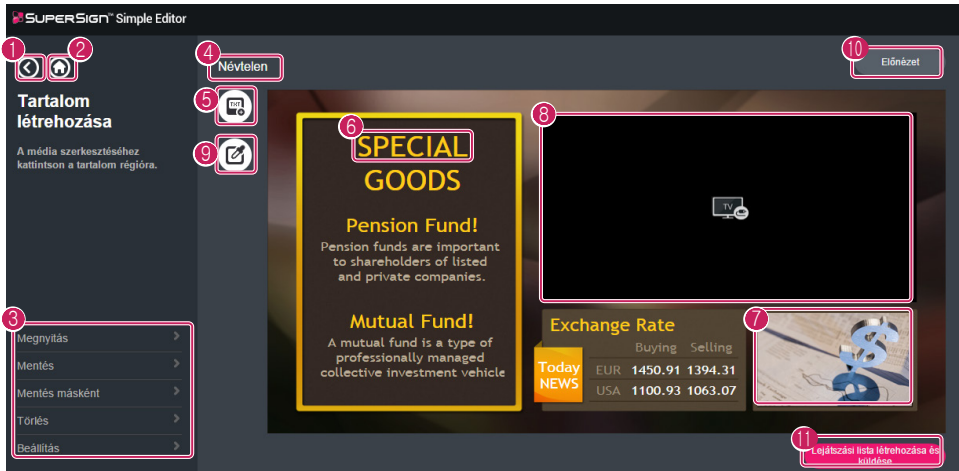 SUPERSIGN™ Simple Editor
1
2
Tartalom
létrehozása
A média szerkesztéséhez
kattintson a tartalom régióra.
3
Megnyitás
Mentés
Mentés másként
Törlés
Beállítás
4
Névtelen
10
Előnézet
5
TXT
9
6
SPECIAL
GOODS
Pension Fund!
Pension funds are important
to shareholders of listed
and private companies.
Mutual Fund!
A mutual fund is a type of
professionally managed
collective investment vehicle
8
TV
Exchange Rate
Buying Selling
Today
NEWS
EUR 1450.91 1394.31
USA 1100.93 1063.07
7
11
Lejátszási lista létrehozása és
küldése